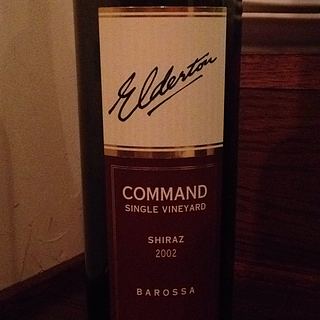 Elderton
COMMAND
SINGLE VINEYARD
SHIRAZ
2002
BAROSSA